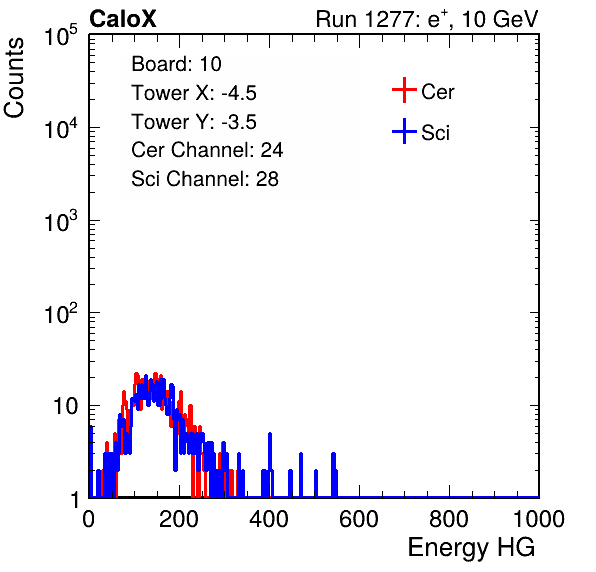 CaloX Run 1277: e⁺, 10 GeV
Counts
10⁵
10⁴
10³
10²
10
1
Board: 10
Tower X: -4.5
Tower Y: -3.5
Cer Channel: 24
Sci Channel: 28
Cer
Sci
0 200 400 600 800 1000
Energy HG